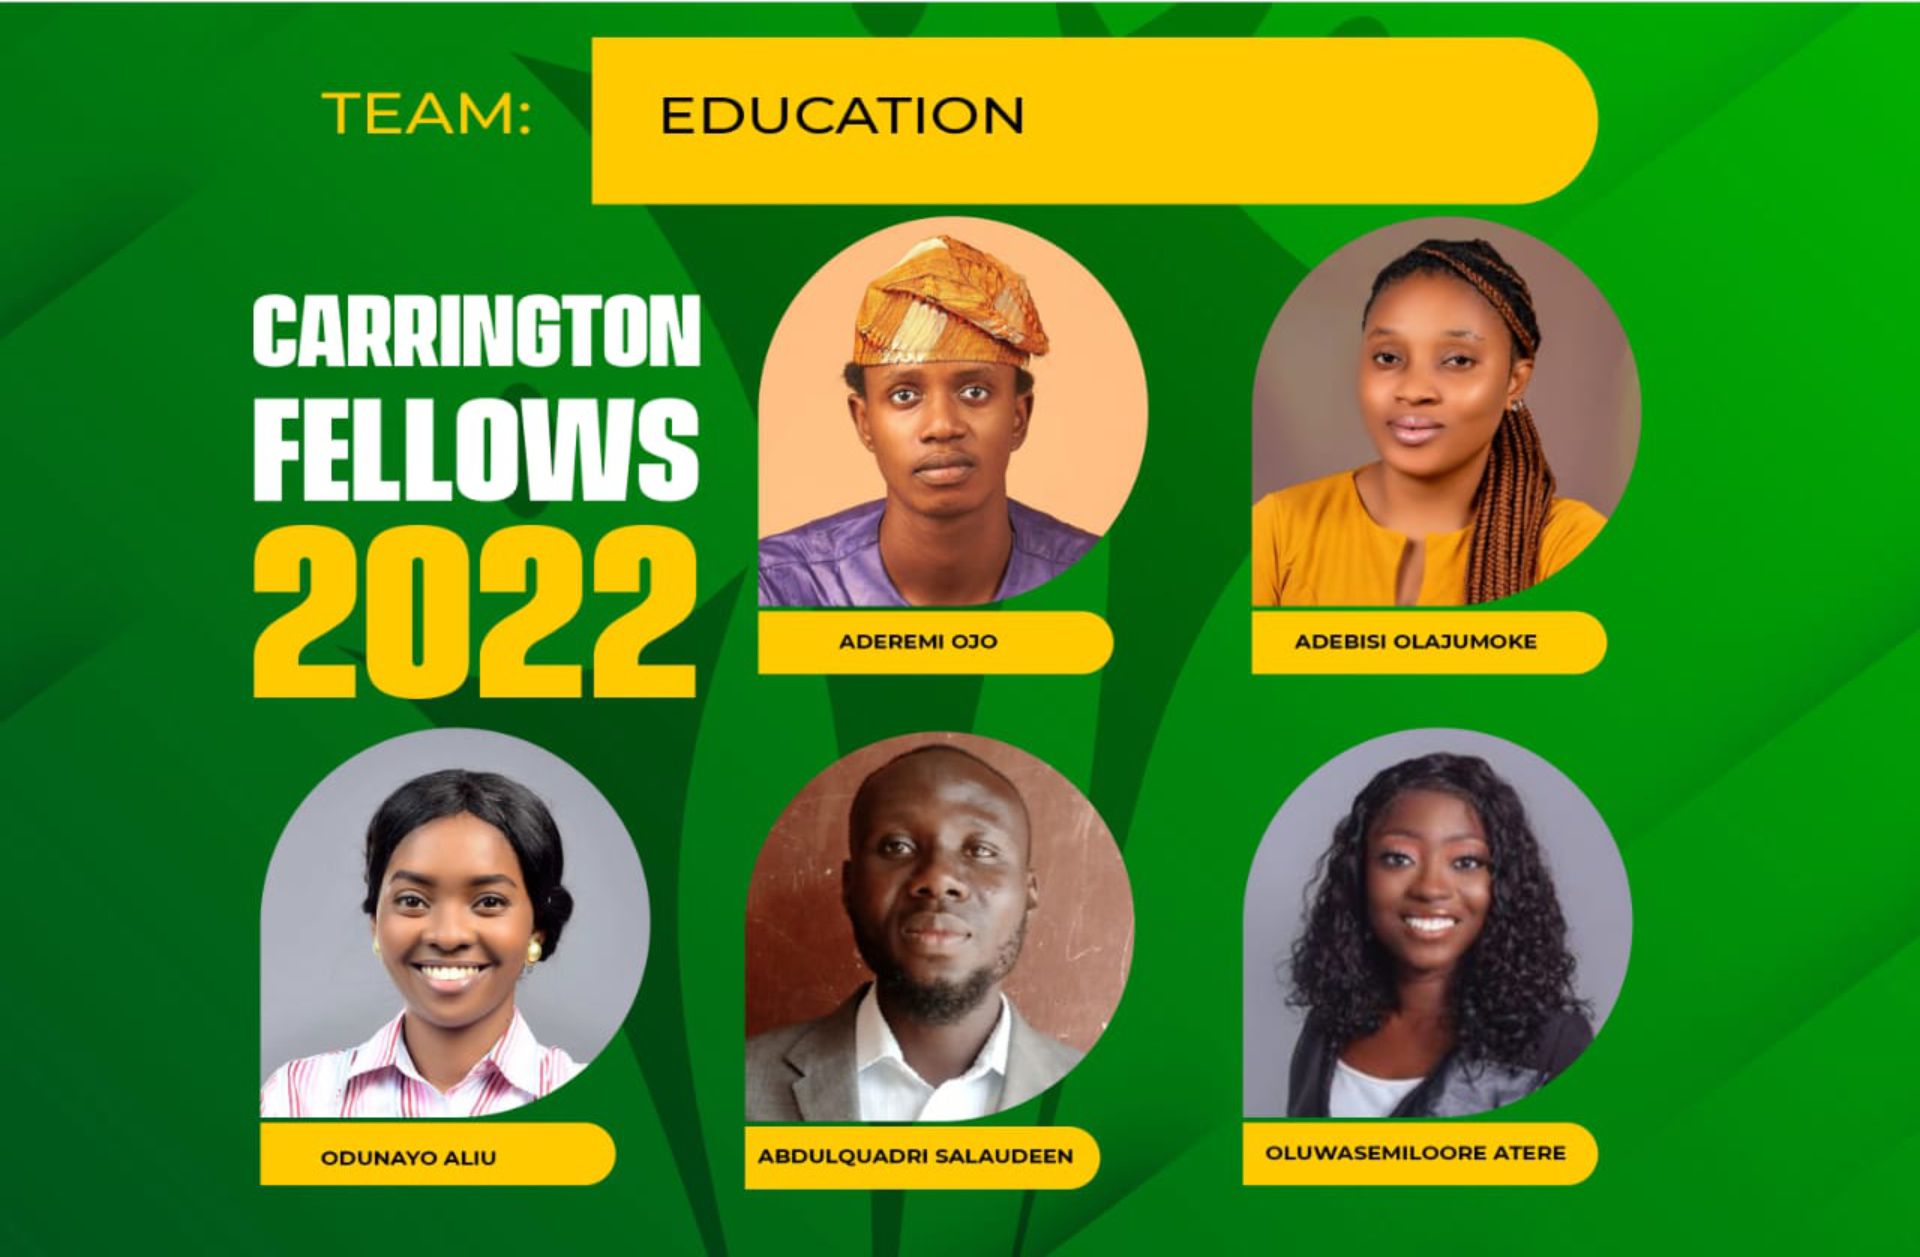 TEAM:
EDUCATION
CARRINGTON
FELLOWS
2022
ADEREMI OJO
ADEBISI OLAJUMOKE
ODUNAYO ALIU
ABDULQUADRI SALAUDEEN
OLUWASEMILOORE ATERE